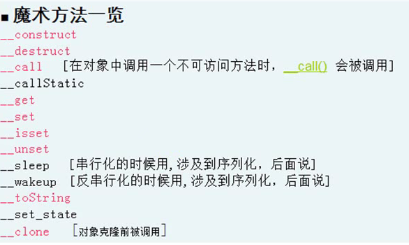 ■ 魔术方法一览
__construct
__destruct
__call [在对象中调用一个不可访问方法时，__call() 会被调用]
__callStatic
__get
__set
__isset
__unset
__sleep [串行化的时候用,涉及到序列化，后面说]
__wakeup [反串行化的时候用,涉及到序列化，后面说]
__toString
__set_state
__clone [对象克隆前被调用]